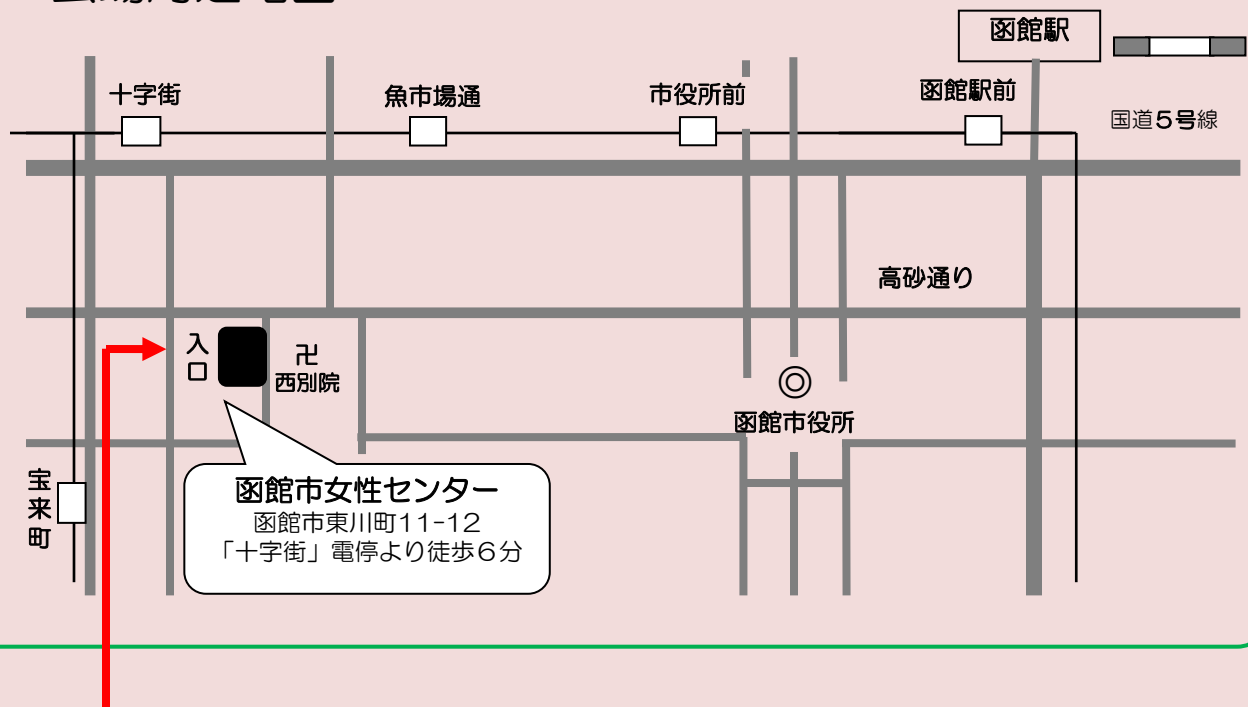 函館駅
十字街
魚市場通
市役所前
函館駅前
国道5号線
高砂通り
入口
卍
西別院
◎
函館市役所
宝来町
函館市女性センター
函館市東川町11-12
「十字街」電停より徒歩6分